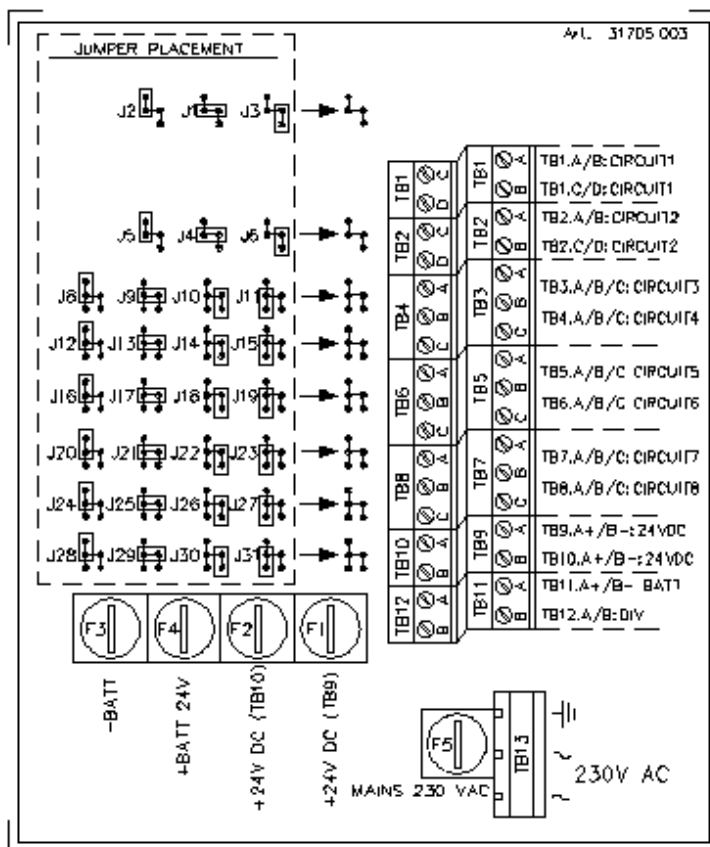 Art. 31705 003
JUMPER PLACEMENT
J2 J1 J3
J5 J4 J6
J8 J9 J10 J11
J12 J13 J14 J15
J16 J17 J18 J19
J20 J21 J22 J23
J24 J25 J26 J27
J28 J29 J30 J31
TB1 C D
TB2 C D
TB4 A B C
TB6 A B C
TB8 A B C
TB10 A B
TB12 A B
TB1 A B
TB2 A B
TB3 A B C
TB5 A B C
TB7 A B C
TB9 A B
TB11 A B
TB1.A/B:CIRCUIT1
TB1.C/D:CIRCUIT1
TB2.A/B:CIRCUIT2
TB2.C/D:CIRCUIT2
TB3.A/B/C:CIRCUIT3
TB4.A/B/C:CIRCUIT4
TB5.A/B/C CIRCUIT5
TB6.A/B/C CIRCUIT6
TB7.A/B/C:CIRCUIT7
TB8.A/B/C:CIRCUIT8
TB9.A+/B-:24VDC
TB10.A+/B-:24VDC
TB11.A+/B- BATT
TB12.A/B:DIV
F3 F4 F2 F1
-BATT
+BATT 24V
+24V DC (TB10)
+24V DC (TB9)
F5
TB13
MAINS 230 VAC
230V AC